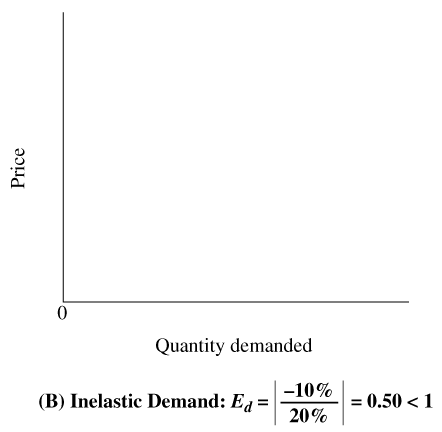 Price
0
Quantity demanded
(B) Inelastic Demand: E_d = |–10% / 20%| = 0.50 < 1